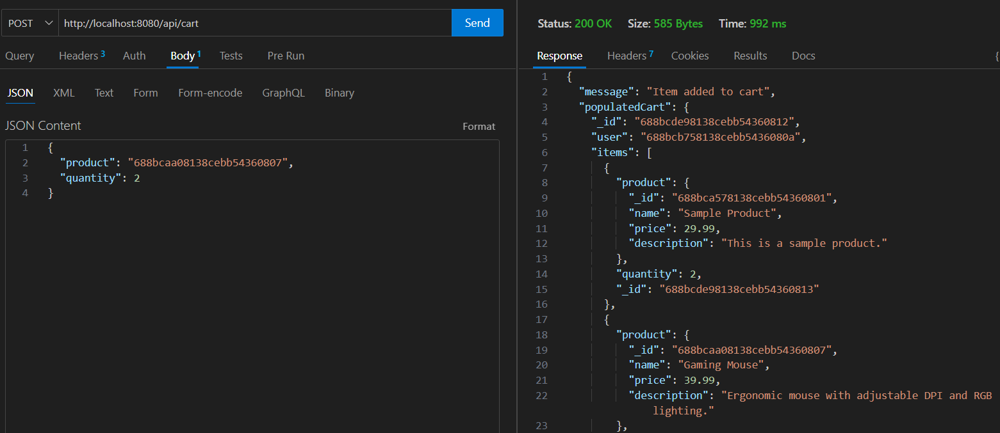 POST http://localhost:8080/api/cart Send
Query Headers 3 Auth Body 1 Tests Pre Run
JSON XML Text Form Form-encode GraphQL Binary
JSON Content Format
1 {
2 "product": "688bcaa08138cebb54360807",
3 "quantity": 2
4 }
Status: 200 OK Size: 585 Bytes Time: 992 ms
Response Headers 7 Cookies Results Docs {
1 {
2 "message": "Item added to cart",
3 "populatedCart": {
4 "_id": "688bcde98138cebb54360812",
5 "user": "688bcb758138cebb5436080a",
6 "items": [
7 {
8 "product": {
9 "_id": "688bca578138cebb54360801",
10 "name": "Sample Product",
11 "price": 29.99,
12 "description": "This is a sample product."
13 },
14 "quantity": 2,
15 "_id": "688bcde98138cebb54360813"
16 },
17 {
18 "product": {
19 "_id": "688bcaa08138cebb54360807",
20 "name": "Gaming Mouse",
21 "price": 39.99,
22 "description": "Ergonomic mouse with adjustable DPI and RGB
lighting."
23 },